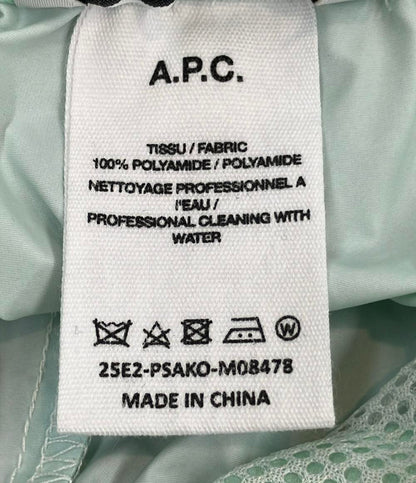 A.P.C.
TISSU / FABRIC
100% POLYAMIDE / POLYAMIDE
NETTOYAGE PROFESSIONNEL A
l'EAU /
PROFESSIONAL CLEANING WITH
WATER
W
25E2-PSAKO-M08478
MADE IN CHINA